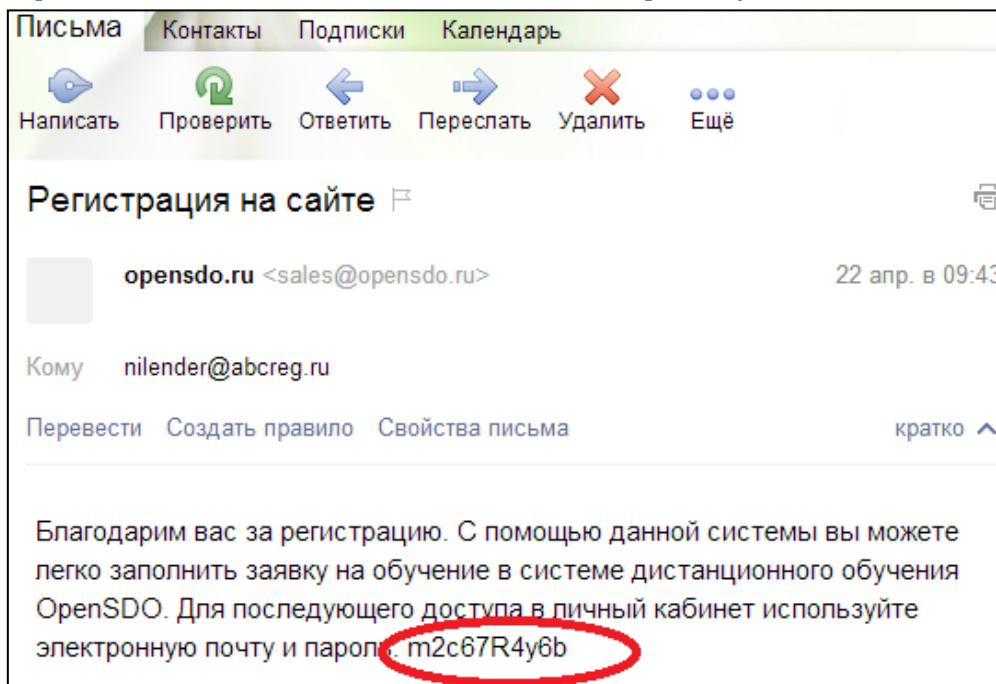 Письма Контакты Подписки Календарь
Написать Проверить Ответить Переслать Удалить Ещё
Регистрация на сайте
opensdo.ru <sales@opensdo.ru> 22 апр. в 09:43
Кому nilender@abcreg.ru
Перевести Создать правило Свойства письма кратко
Благодарим вас за регистрацию. С помощью данной системы вы можете
легко заполнить заявку на обучение в системе дистанционного обучения
OpenSDO. Для последующего доступа в личный кабинет используйте
электронную почту и пароль: m2c67R4y6b